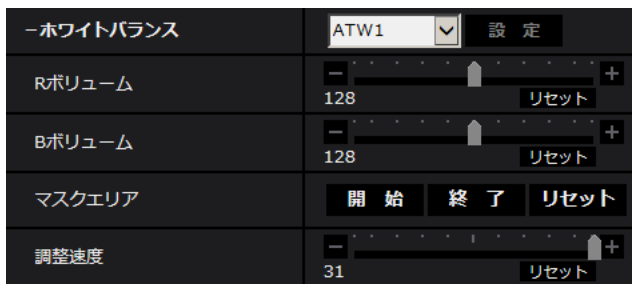 －ホワイトバランス ATW1 設 定
Rボリューム － +
128 リセット
Bボリューム － +
128 リセット
マスクエリア 開 始 終 了 リセット
調整速度 － +
31 リセット